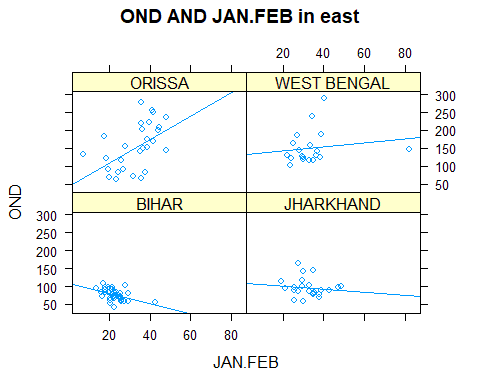 OND AND JAN.FEB in east
20 40 60 80
ORISSA WEST BENGAL
300
250
200
150
100
50
BIHAR JHARKHAND
300
250
200
150
100
50
20 40 60 80
OND
JAN.FEB